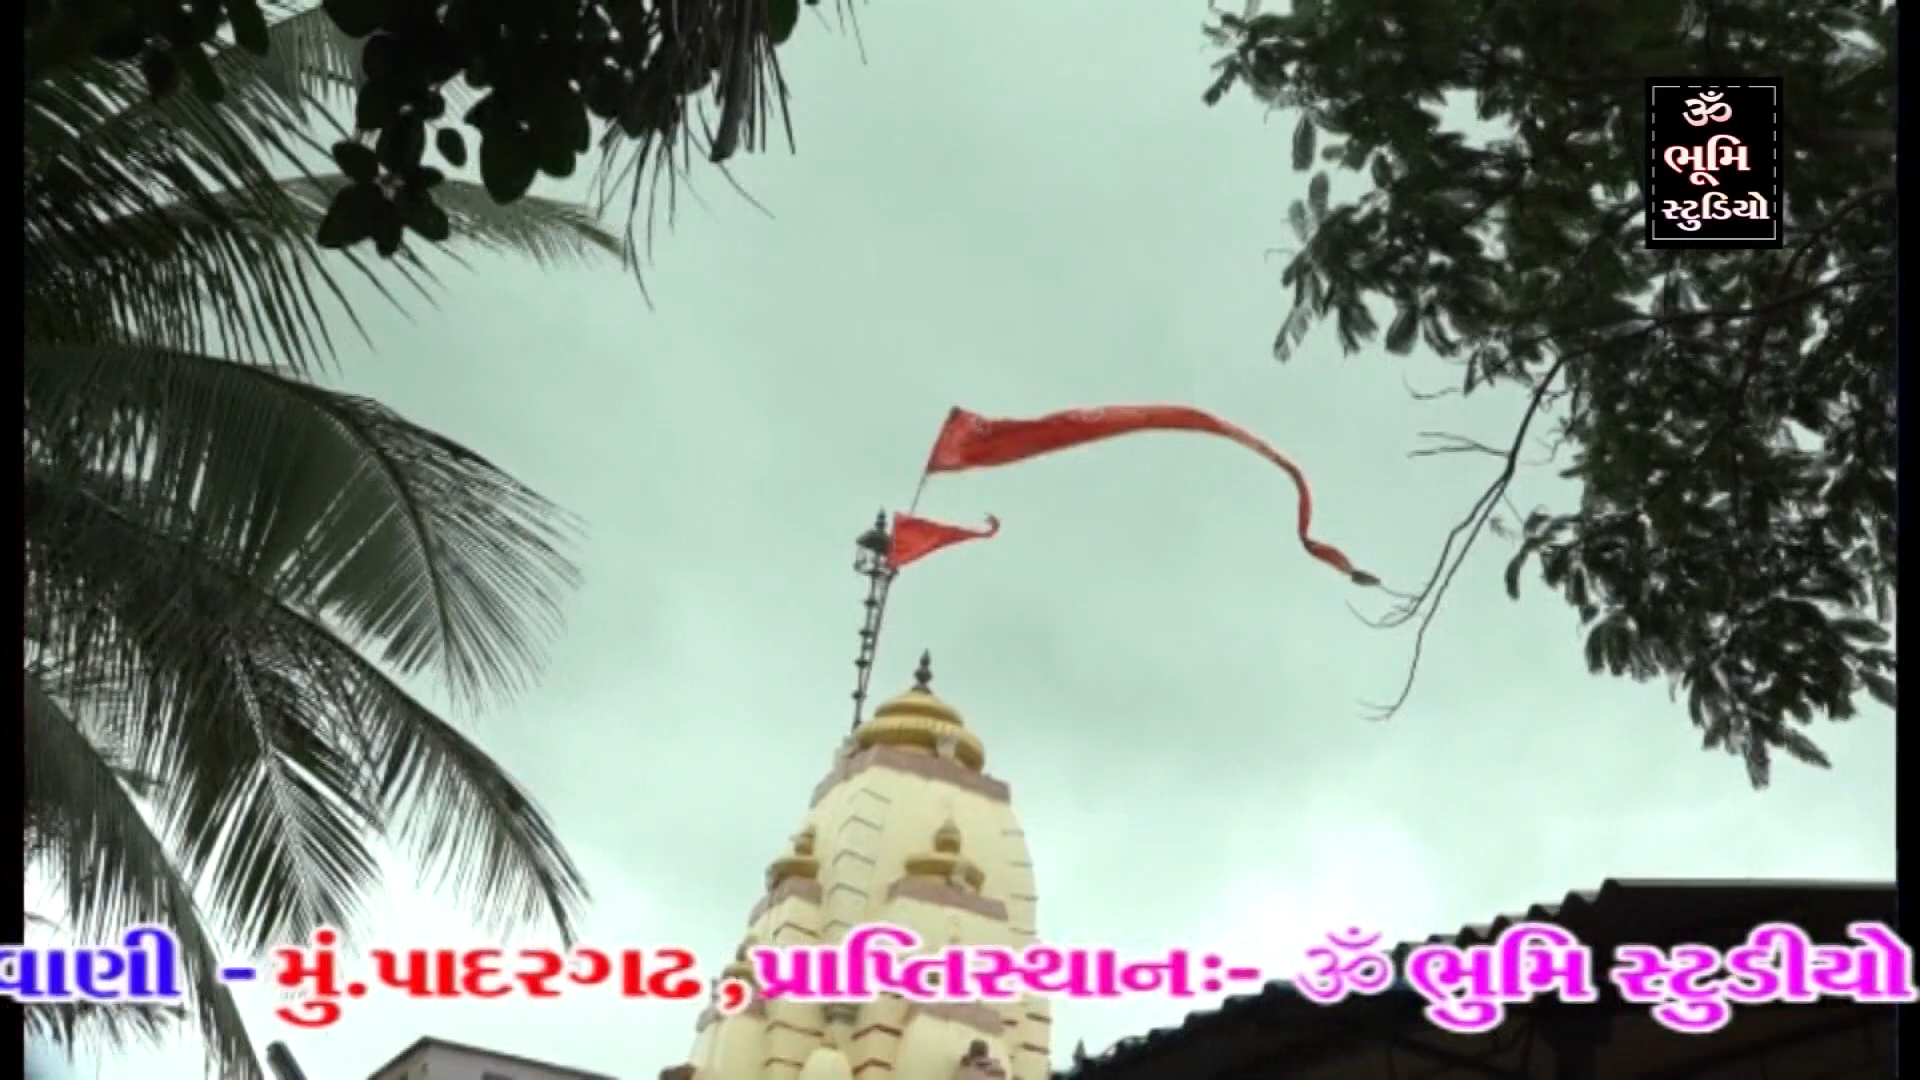 ૐ
ભૂમિ
સ્ટુડિયો
વાણી - મું.પાદરગઢ,પ્રાપ્તિસ્થાનઃ- ૐ ભુમિ સ્ટુડીયો